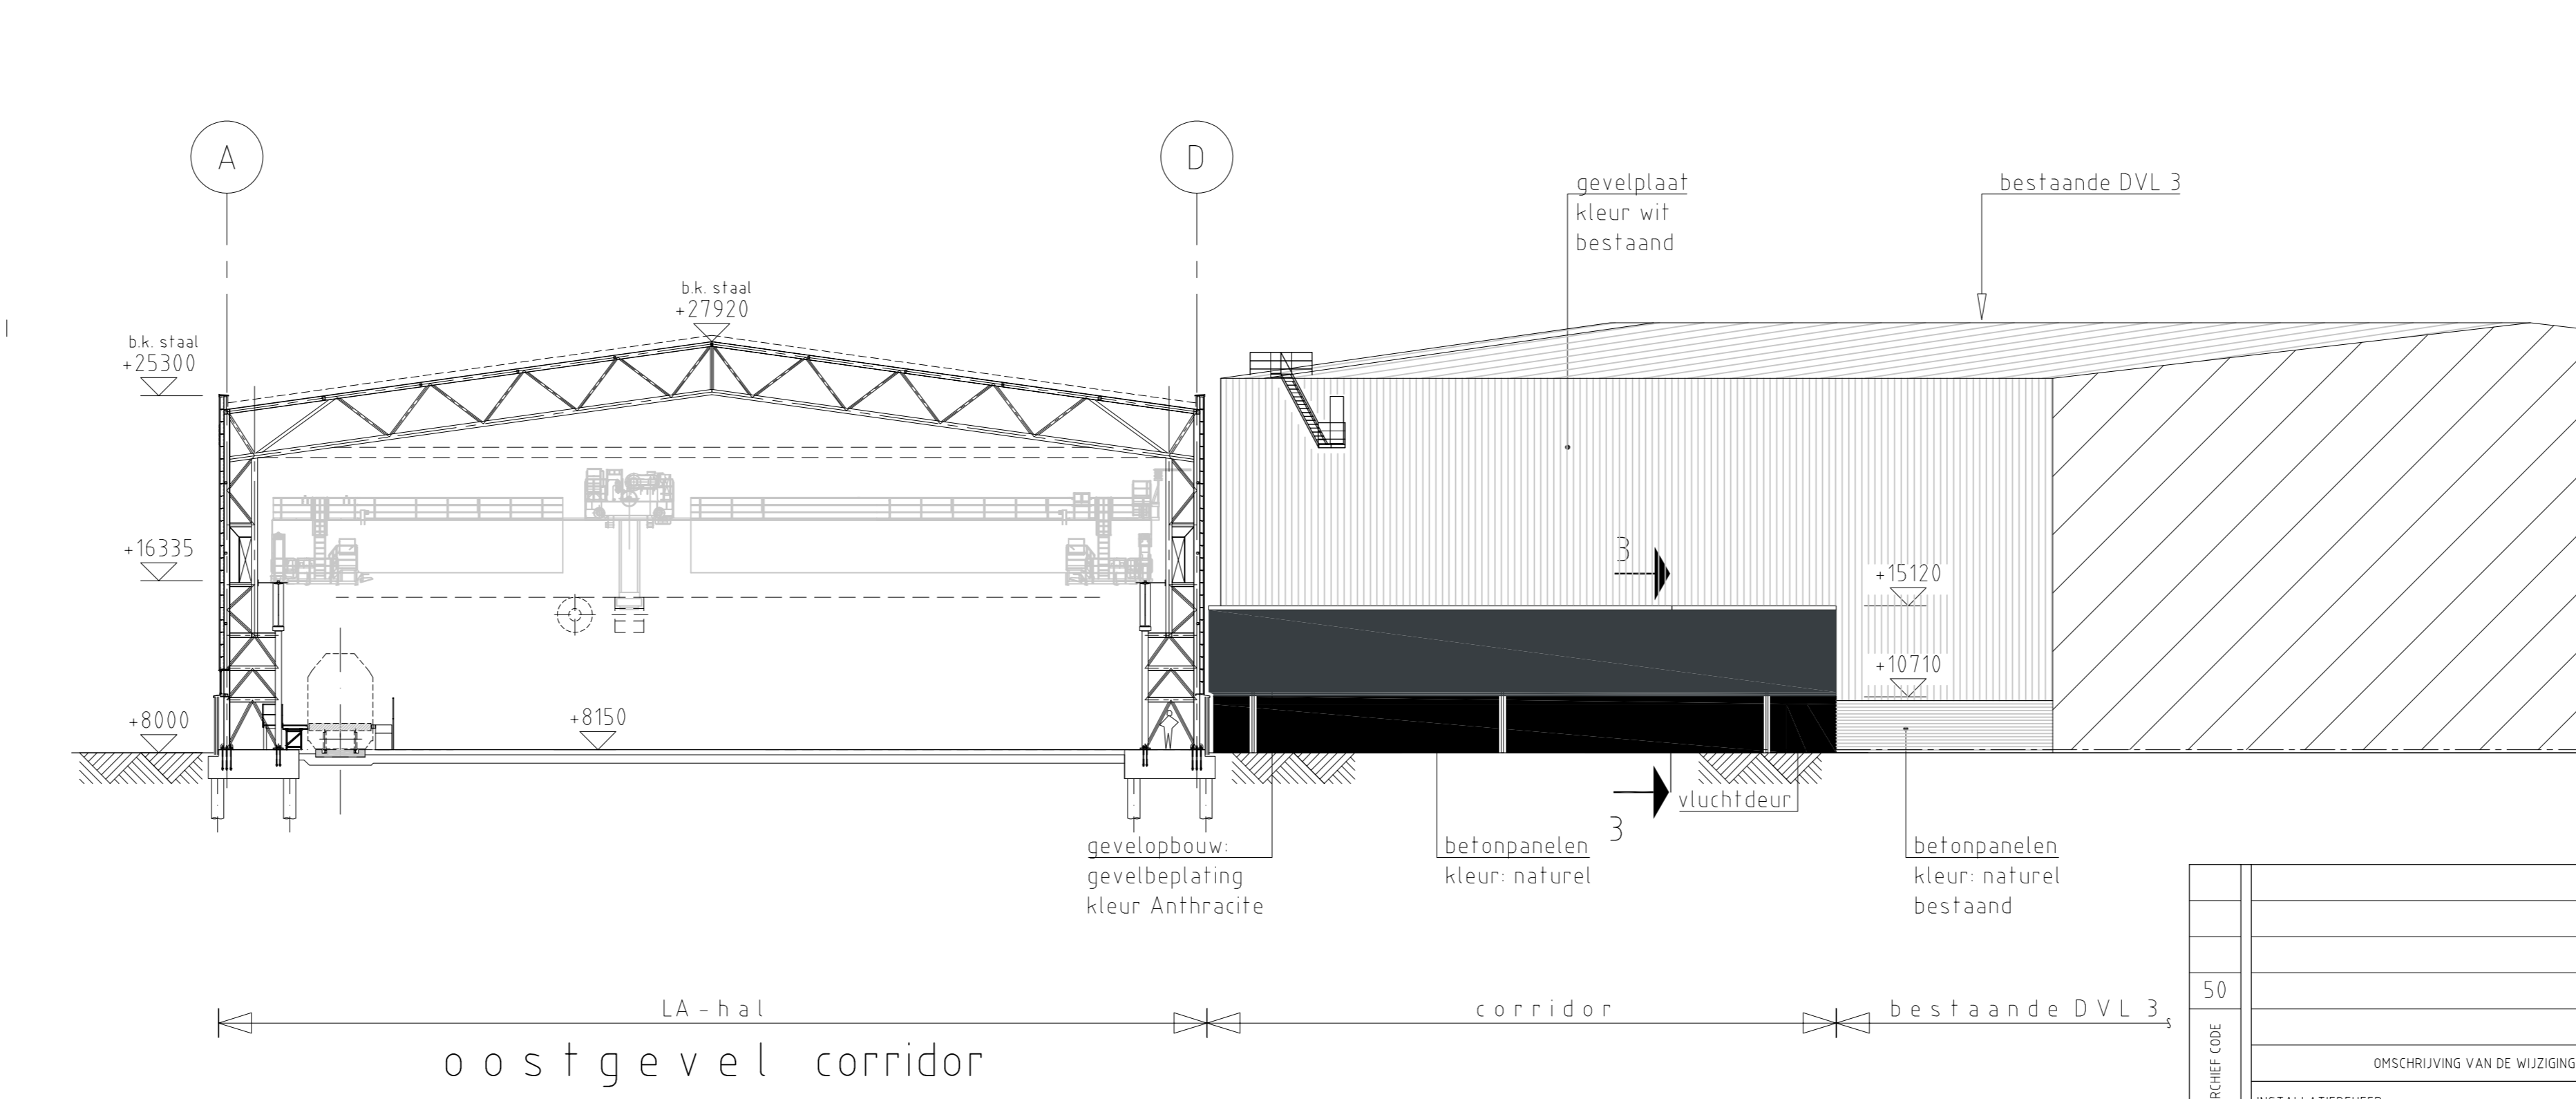 A
D
gevelplaat
kleur wit
bestaand
bestaande DVL 3
b.k. staal
+27920
b.k. staal
+25300
+16335
3
+15120
+10710
+8000
+8150
vluchtdeur
3
gevelopbouw:
gevelbeplating
kleur Anthracite
betonpanelen
kleur: naturel
betonpanelen
kleur: naturel
bestaand
50
LA-hal
corridor
bestaande DVL 3
oostgevel corridor
OMSCHRIJVING VAN DE WIJZIGING
CODE